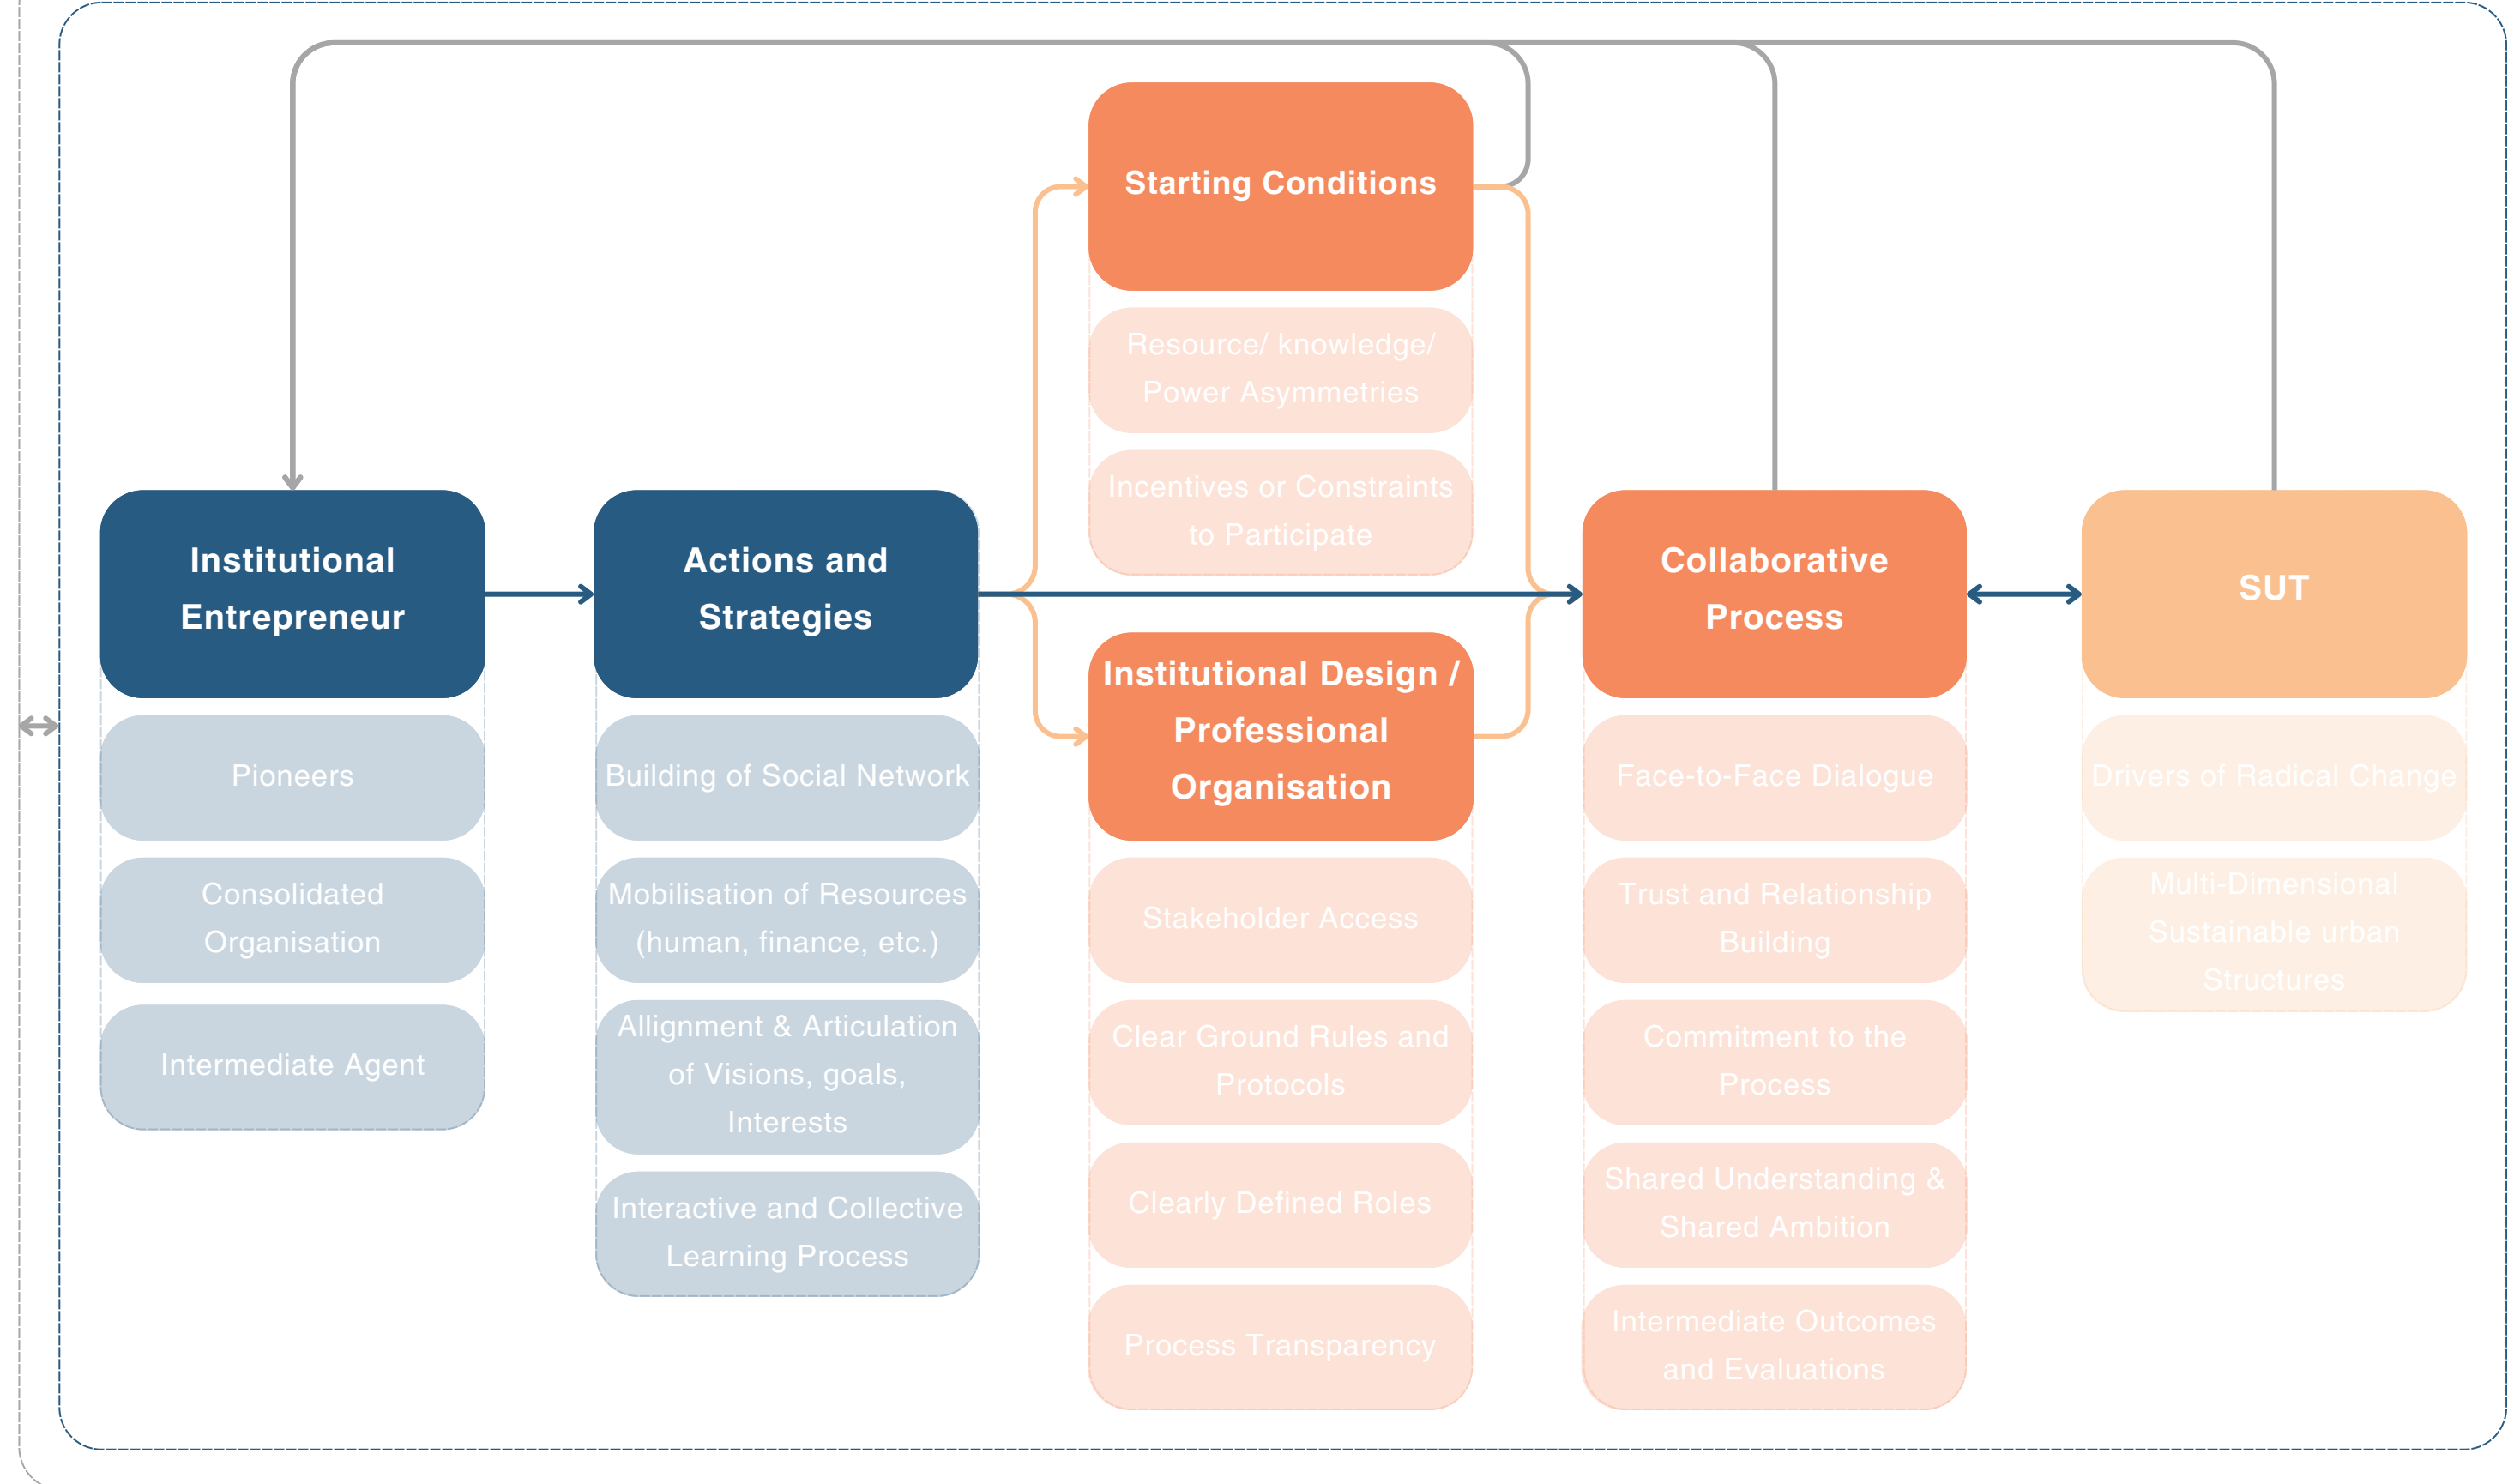 Institutional
Entrepreneur
Pioneers
Consolidated
Organisation
Intermediate Agent
Actions and
Strategies
Building of Social Network
Mobilisation of Resources
(human, finance, etc.)
Allignment & Articulation
of Visions, goals,
Interests
Interactive and Collective
Learning Process
Starting Conditions
Resource/ knowledge/
Power Asymmetries
Incentives or Constraints
to Participate
Institutional Design /
Professional
Organisation
Stakeholder Access
Clear Ground Rules and
Protocols
Clearly Defined Roles
Process Transparency
Collaborative
Process
Face-to-Face Dialogue
Trust and Relationship
Building
Commitment to the
Process
Shared Understanding &
Shared Ambition
Intermediate Outcomes
and Evaluations
SUT
Drivers of Radical Change
Multi-Dimensional
Sustainable urban
Structures